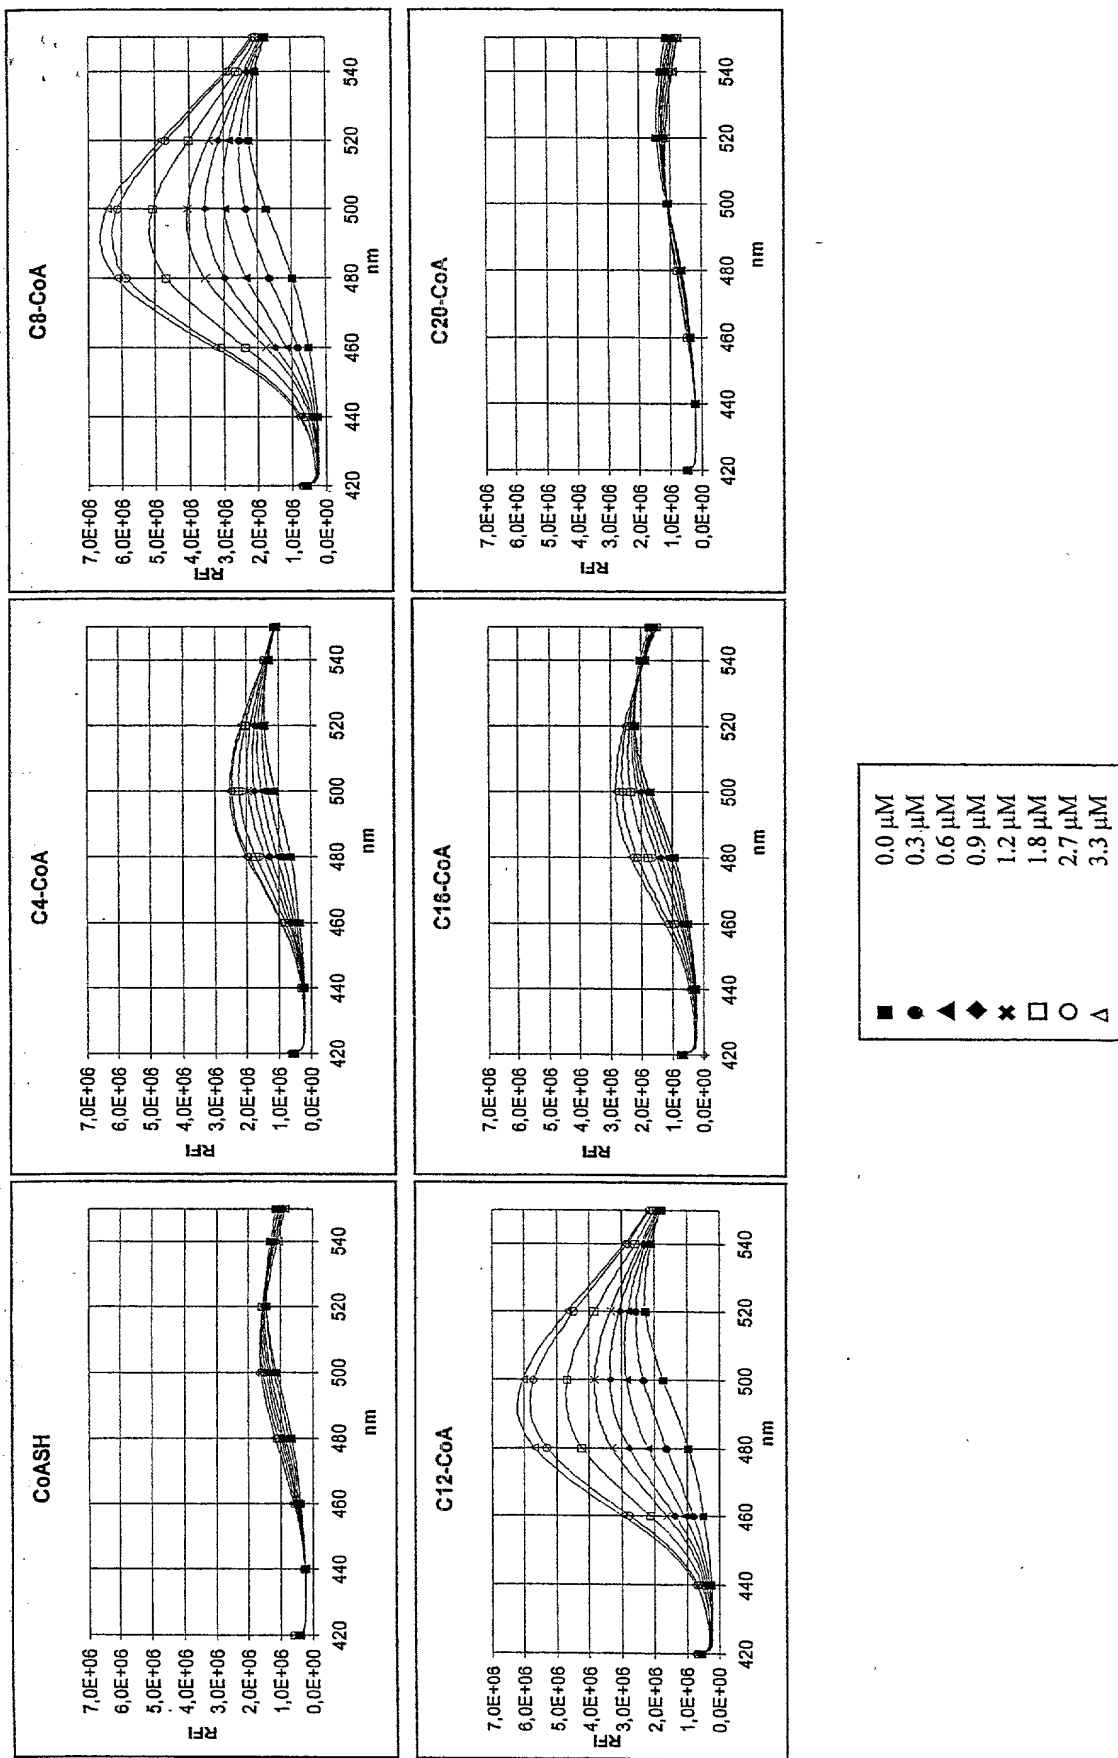 CoASH
7,0E+06
6,0E+06
5,0E+06
4,0E+06
3,0E+06
2,0E+06
1,0E+06
0,0E+00
RFI
420
440
460
480
500
520
540
nm
C4-CoA
7,0E+06
6,0E+06
5,0E+06
4,0E+06
3,0E+06
2,0E+06
1,0E+06
0,0E+00
RFI
420
440
460
480
500
520
540
nm
C8-CoA
7,0E+06
6,0E+06
5,0E+06
4,0E+06
3,0E+06
2,0E+06
1,0E+06
0,0E+00
RFI
420
440
460
480
500
520
540
nm
C12-CoA
7,0E+06
6,0E+06
5,0E+06
4,0E+06
3,0E+06
2,0E+06
1,0E+06
0,0E+00
RFI
420
440
460
480
500
520
540
nm
C16-CoA
7,0E+06
6,0E+06
5,0E+06
4,0E+06
3,0E+06
2,0E+06
1,0E+06
0,0E+00
RFI
420
440
460
480
500
520
540
nm
C20-CoA
7,0E+06
6,0E+06
5,0E+06
4,0E+06
3,0E+06
2,0E+06
1,0E+06
0,0E+00
RFI
420
440
460
480
500
520
540
nm
0.0 µM
0.3 µM
0.6 µM
0.9 µM
1.2 µM
1.8 µM
2.7 µM
3.3 µM